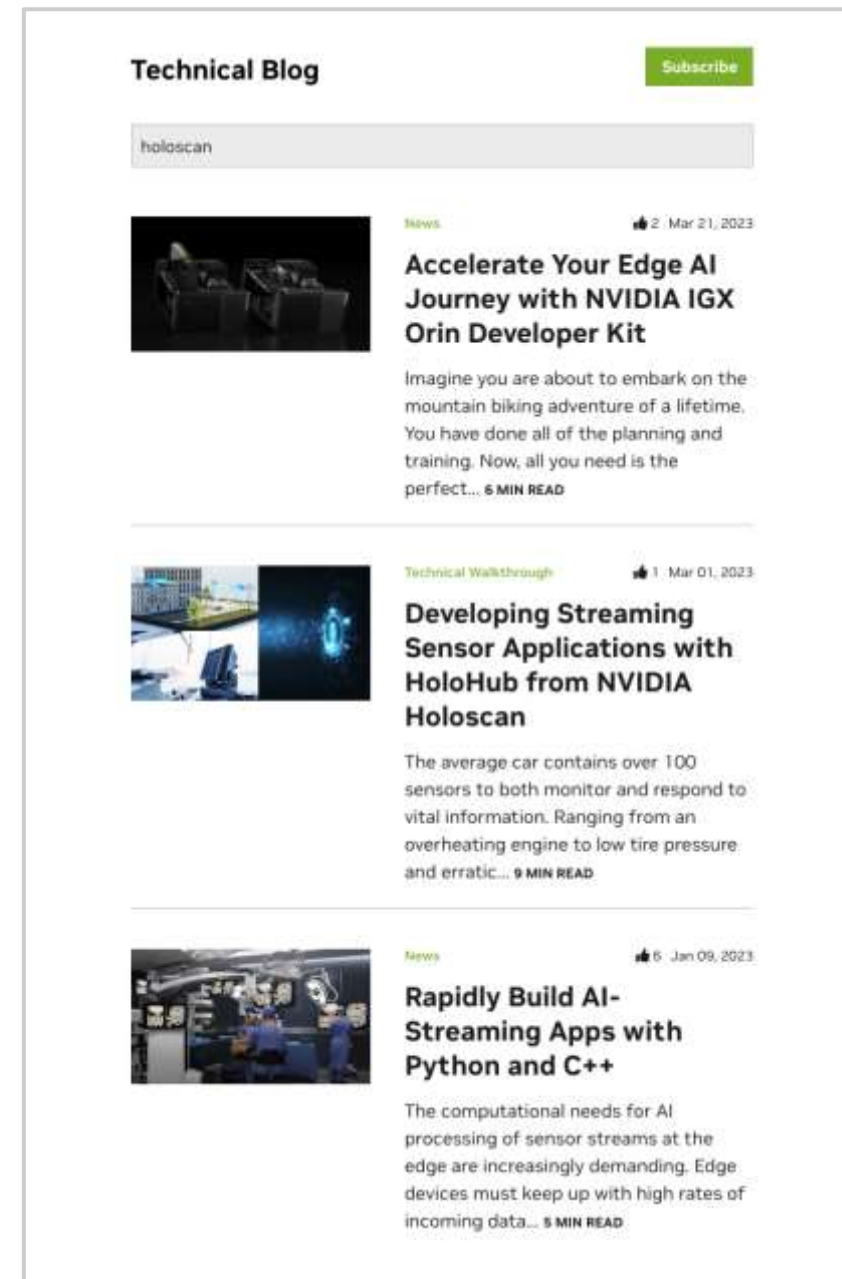 Technical Blog
Subscribe
holoscan
News
2 Mar 21, 2023
Accelerate Your Edge AI
Journey with NVIDIA IGX
Orin Developer Kit
Imagine you are about to embark on the
mountain biking adventure of a lifetime.
You have done all of the planning and
training. Now, all you need is the
perfect... 6 MIN READ
Technical Walkthrough
1 Mar 01, 2023
Developing Streaming
Sensor Applications with
HoloHub from NVIDIA
Holoscan
The average car contains over 100
sensors to both monitor and respond to
vital information. Ranging from an
overheating engine to low tire pressure
and erratic... 9 MIN READ
News
6 Jan 09, 2023
Rapidly Build AI-
Streaming Apps with
Python and C++
The computational needs for AI
processing of sensor streams at the
edge are increasingly demanding. Edge
devices must keep up with high rates of
incoming data... 5 MIN READ